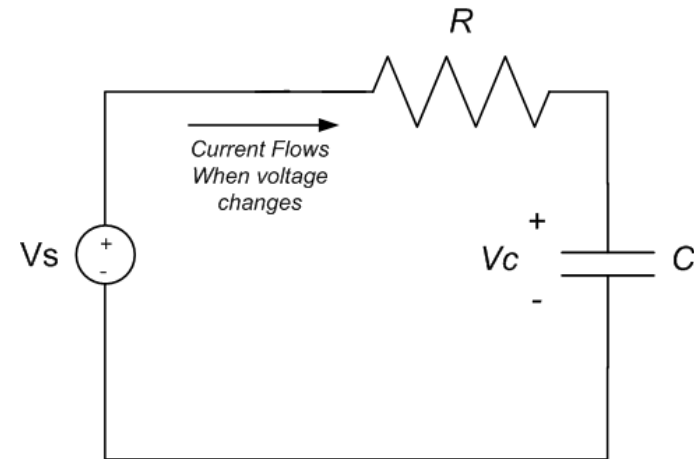 R
Current Flows
When voltage
changes
Vs
+
-
+
Vc
-
C